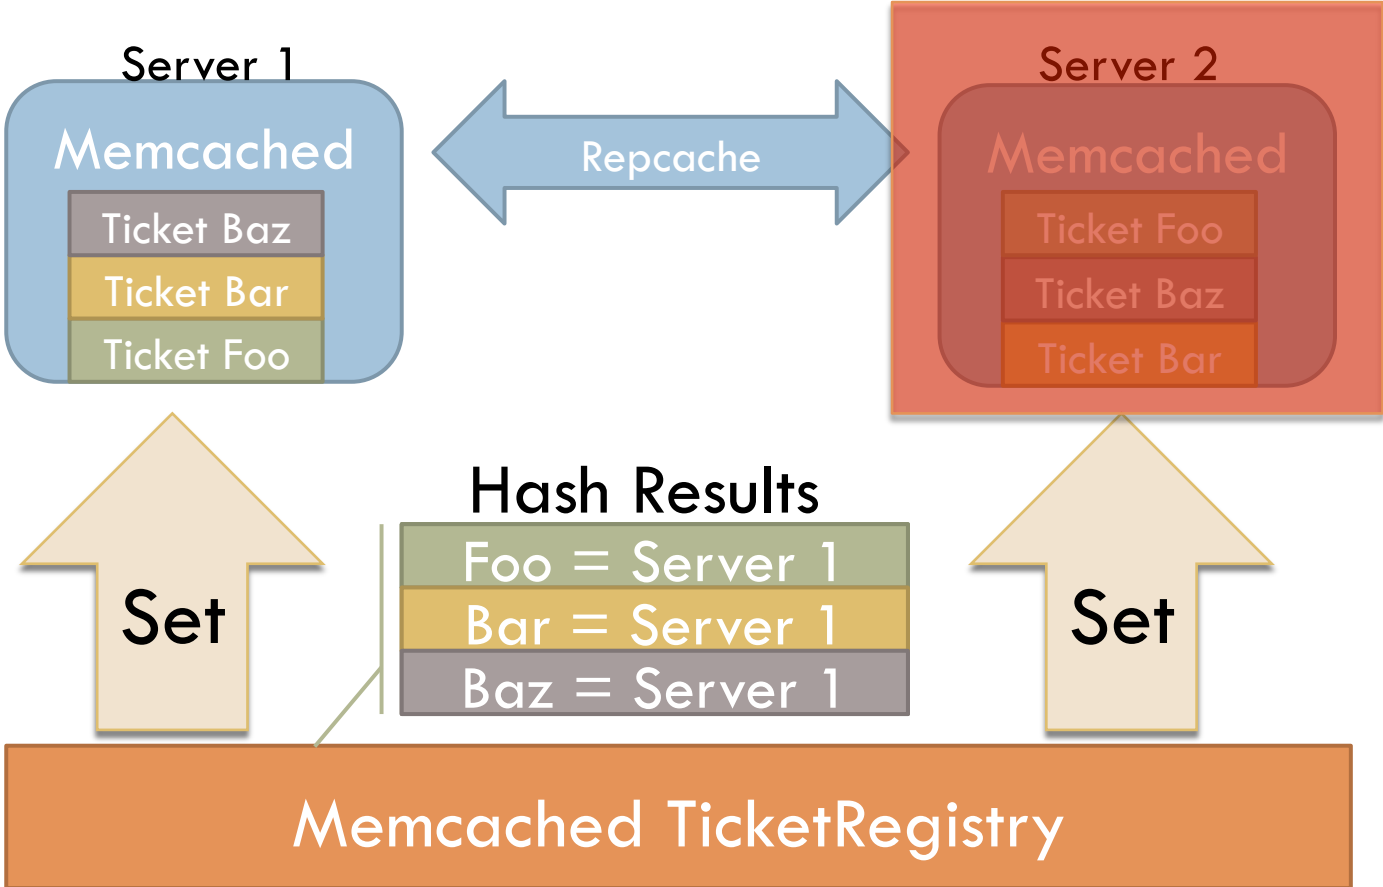 Server 1
Memcached
Ticket Baz
Ticket Bar
Ticket Foo
Repcache
Server 2
Memcached
Ticket Foo
Ticket Baz
Ticket Bar
Hash Results
Foo = Server 1
Bar = Server 1
Baz = Server 1
Set
Set
Memcached TicketRegistry